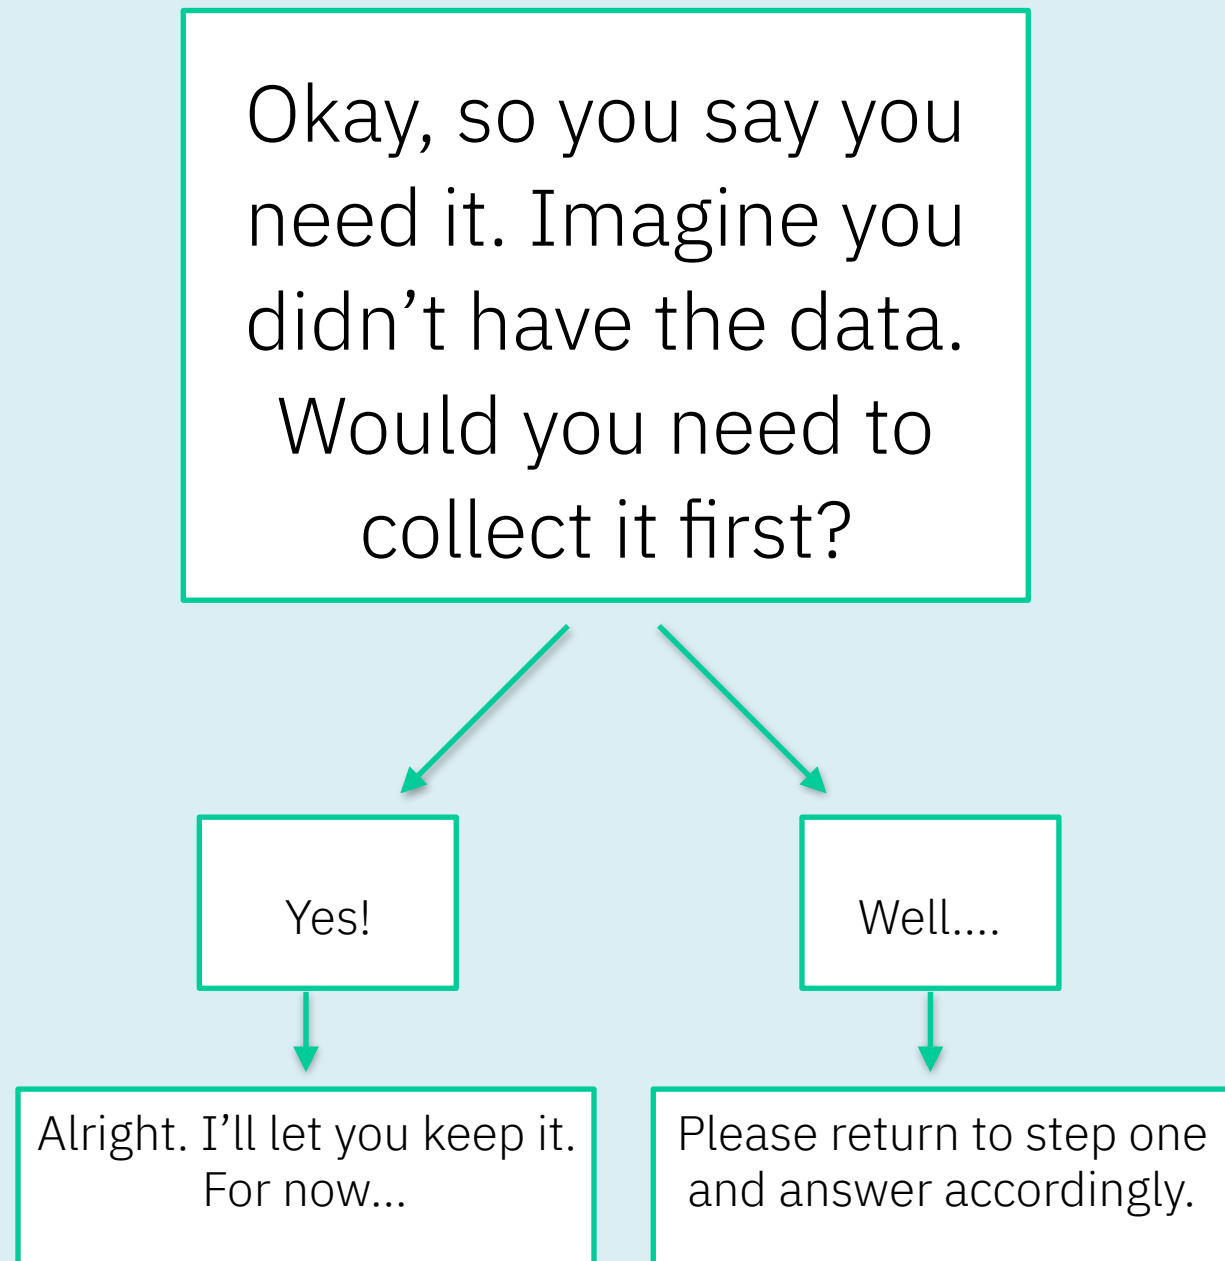 Okay, so you say you
need it. Imagine you
didn’t have the data.
Would you need to
collect it first?
Yes!
Well....
Alright. I’ll let you keep it.
For now...
Please return to step one
and answer accordingly.